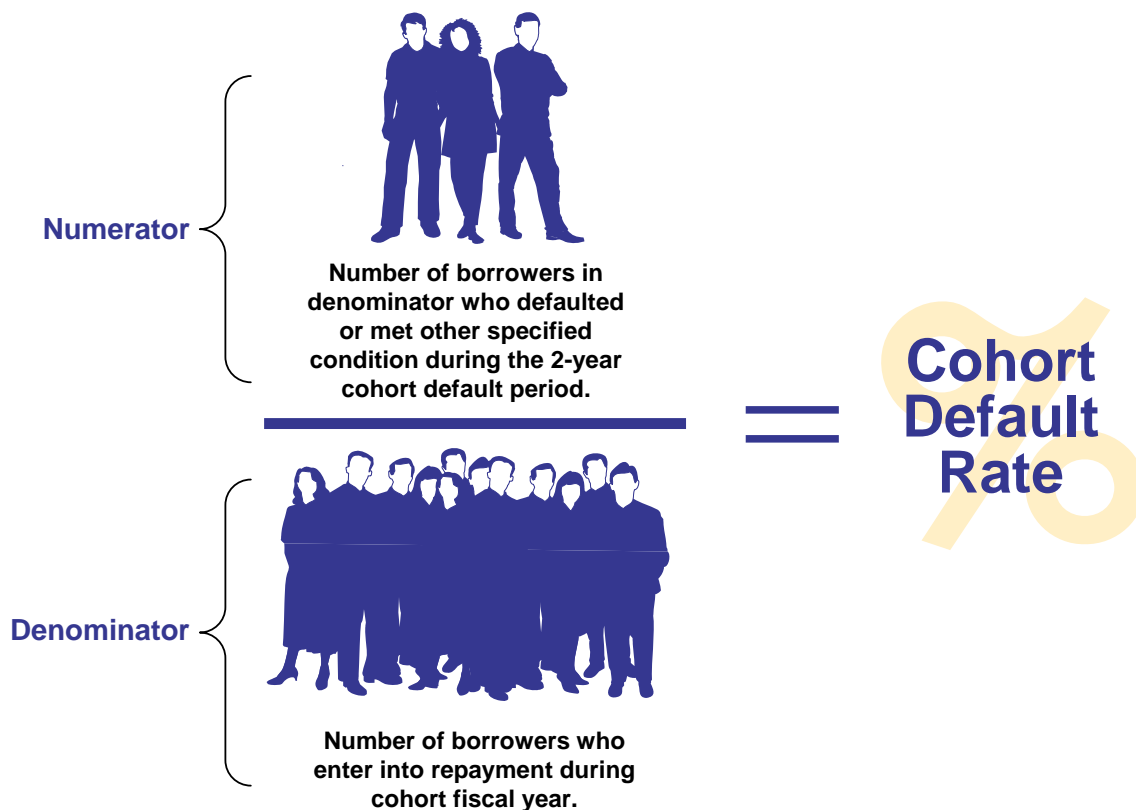 Numerator
Number of borrowers in
denominator who defaulted
or met other specified
condition during the 2-year
cohort default period.
Denominator
Number of borrowers who
enter into repayment during
cohort fiscal year.
=
%
Cohort
Default
Rate